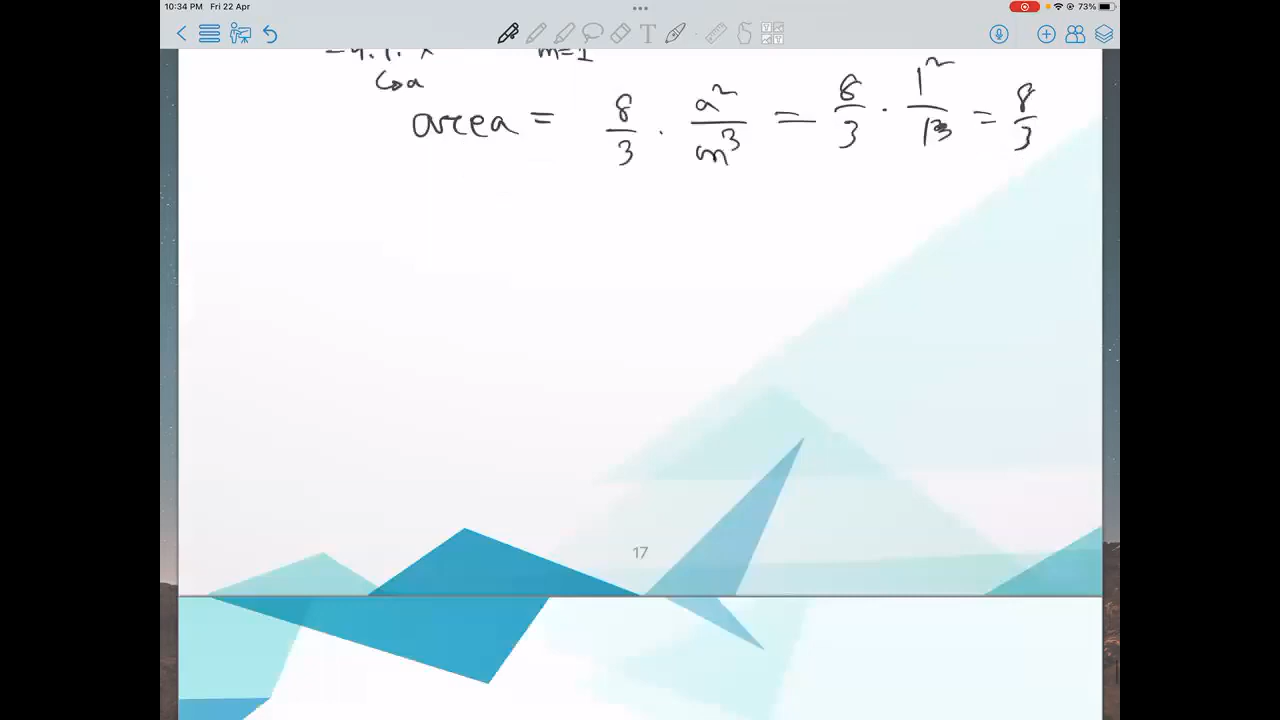 10:34 PM Fri 22 Apr
73%
T
m=1
area = 8/3 · a²/m³ = 8/3 · 1²/1³ = 8/3
17